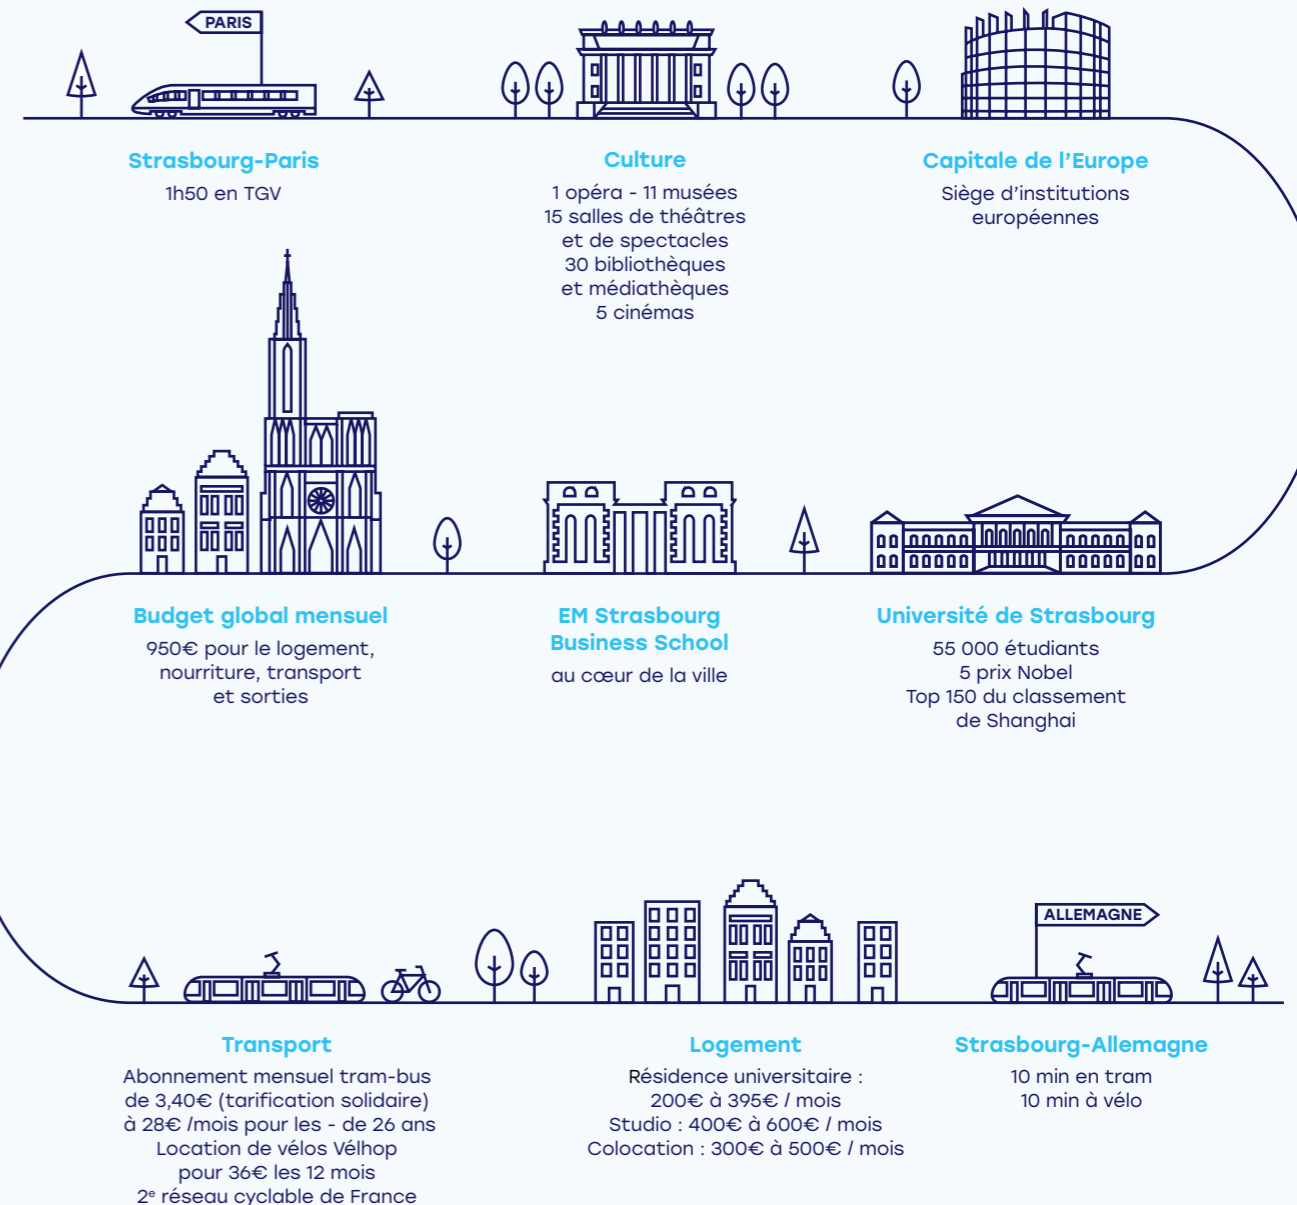 PARIS
Strasbourg-Paris
1h50 en TGV
Culture
1 opéra - 11 musées
15 salles de théâtres
et de spectacles
30 bibliothèques
et médiathèques
5 cinémas
Capitale de l’Europe
Siège d’institutions
européennes
Budget global mensuel
950€ pour le logement,
nourriture, transport
et sorties
EM Strasbourg
Business School
au cœur de la ville
Université de Strasbourg
55 000 étudiants
5 prix Nobel
Top 150 du classement
de Shanghai
Transport
Abonnement mensuel tram-bus
de 3,40€ (tarification solidaire)
à 28€ /mois pour les - de 26 ans
Location de vélos Vélhop
pour 36€ les 12 mois
2e réseau cyclable de France
Logement
Résidence universitaire :
200€ à 395€ / mois
Studio : 400€ à 600€ / mois
Colocation : 300€ à 500€ / mois
ALLEMAGNE
Strasbourg-Allemagne
10 min en tram
10 min à vélo